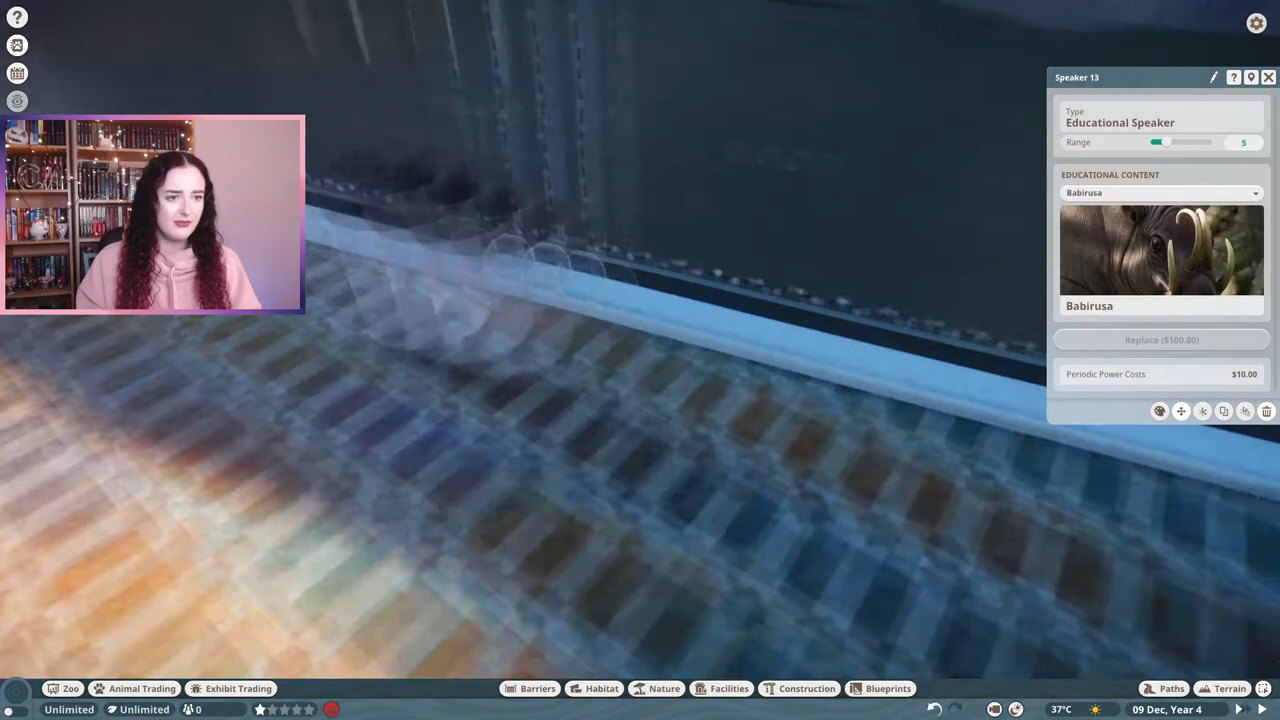 Speaker 13
Type
Educational Speaker
Range
5
EDUCATIONAL CONTENT
Babirusa
Babirusa
Replace ($100.00)
Periodic Power Costs
$10.00
Zoo
Animal Trading
Exhibit Trading
Barriers
Habitat
Nature
Facilities
Construction
Blueprints
Paths
Terrain
Unlimited
Unlimited
0
37°C
09 Dec, Year 4